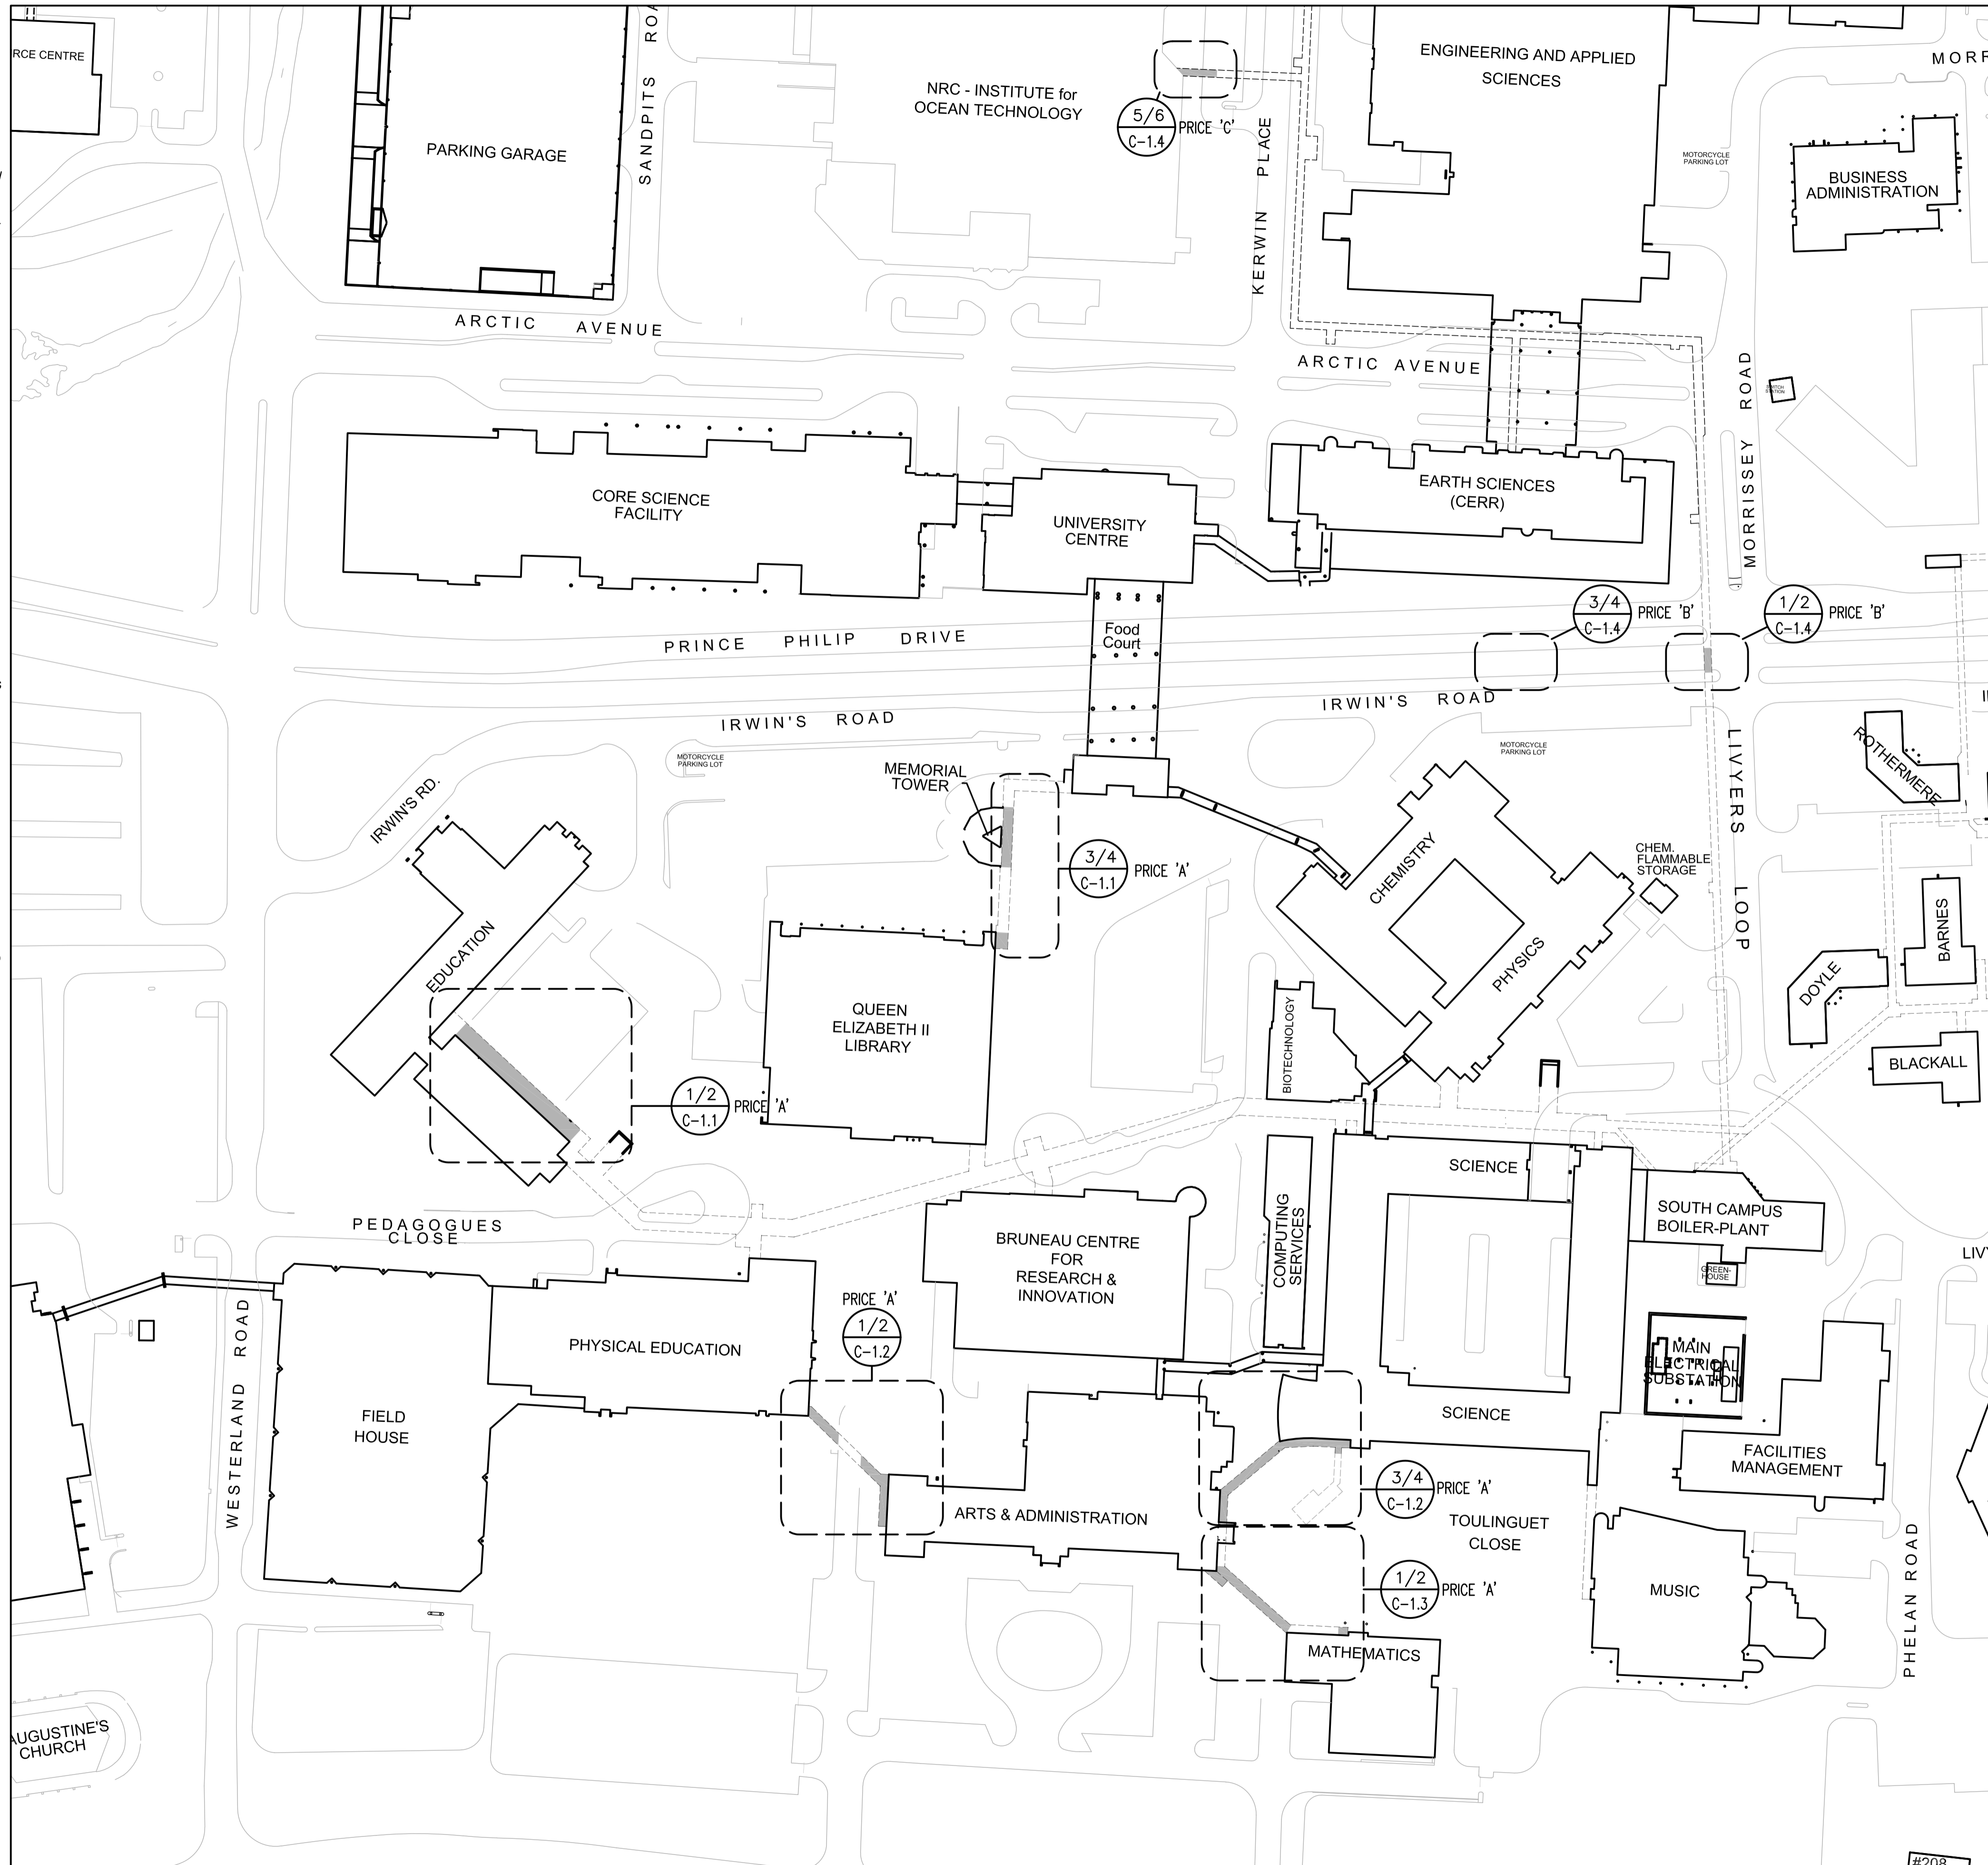 RCE CENTRE
PARKING GARAGE
SANDPITS
NRC - INSTITUTE for
OCEAN TECHNOLOGY
5/6
C-1.4
PRICE 'C'
KERWIN PLACE
ENGINEERING AND APPLIED
SCIENCES
MOTORCYCLE
PARKING LOT
BUSINESS
ADMINISTRATION
ARCTIC AVENUE
ARCTIC AVENUE
MORRISSEY ROAD
CORE SCIENCE
FACILITY
UNIVERSITY
CENTRE
EARTH SCIENCES
(CERR)
3/4
C-1.4
PRICE 'B'
1/2
C-1.4
PRICE 'B'
Food
Court
PRINCE PHILIP DRIVE
IRWIN'S ROAD
IRWIN'S ROAD
MOTORCYCLE
PARKING LOT
MOTORCYCLE
PARKING LOT
IRWIN'S RD.
MEMORIAL
TOWER
3/4
C-1.1
PRICE 'A'
CHEMISTRY
PHYSICS
CHEM.
FLAMMABLE
STORAGE
LIVYERS LOOP
ROTHERMERE
BARNES
DOYLE
BLACKALL
EDUCATION
QUEEN
ELIZABETH II
LIBRARY
BIOTECHNOLOGY
1/2
C-1.1
PRICE 'A'
SCIENCE
PEDAGOGUES
CLOSE
BRUNEAU CENTRE
FOR
RESEARCH &
INNOVATION
COMPUTING
SERVICES
SOUTH CAMPUS
BOILER-PLANT
GREEN-
HOUSE
LIV
WESTERLAND ROAD
PHYSICAL EDUCATION
PRICE 'A'
1/2
C-1.2
MAIN
ELECTRICAL
SUBSTATION
FIELD
HOUSE
SCIENCE
FACILITIES
MANAGEMENT
ARTS & ADMINISTRATION
3/4
C-1.2
PRICE 'A'
TOULINGUET
CLOSE
1/2
C-1.3
PRICE 'A'
MUSIC
PHELAN ROAD
MATHEMATICS
AUGUSTINE'S
CHURCH
#208